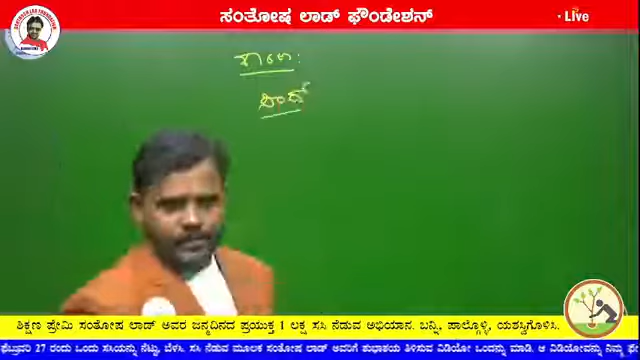 ಸಂತೋಷ ಲಾಡ್ ಫೌಂಡೇಶನ್
Live
ಶಿಕ್ಷಣ ಪ್ರೇಮಿ ಸಂತೋಷ ಲಾಡ್ ಅವರ ಜನ್ಮದಿನದ ಪ್ರಯುಕ್ತ 1 ಲಕ್ಷ ಸಸಿ ನೆಡುವ ಅಭಿಯಾನ. ಬನ್ನಿ, ಪಾಲ್ಗೊಳ್ಳಿ, ಯಶಸ್ವಿಗೊಳಿಸಿ.
ಫೆಬ್ರುವರಿ 27 ರಂದು ಒಂದು ಸಸಿಯನ್ನು ನೆಟ್ಟು, ಬೆಳೆಸಿ. ಸಸಿ ನೆಡುವ ಮೂಲಕ ಸಂತೋಷ ಲಾಡ್ ಅವರಿಗೆ ಶುಭಾಶಯ ತಿಳಿಸುವ ವಿಡಿಯೋ ಒಂದನ್ನು ಮಾಡಿ. ಆ ವಿಡಿಯೋವನ್ನು ನಿಮ್ಮ